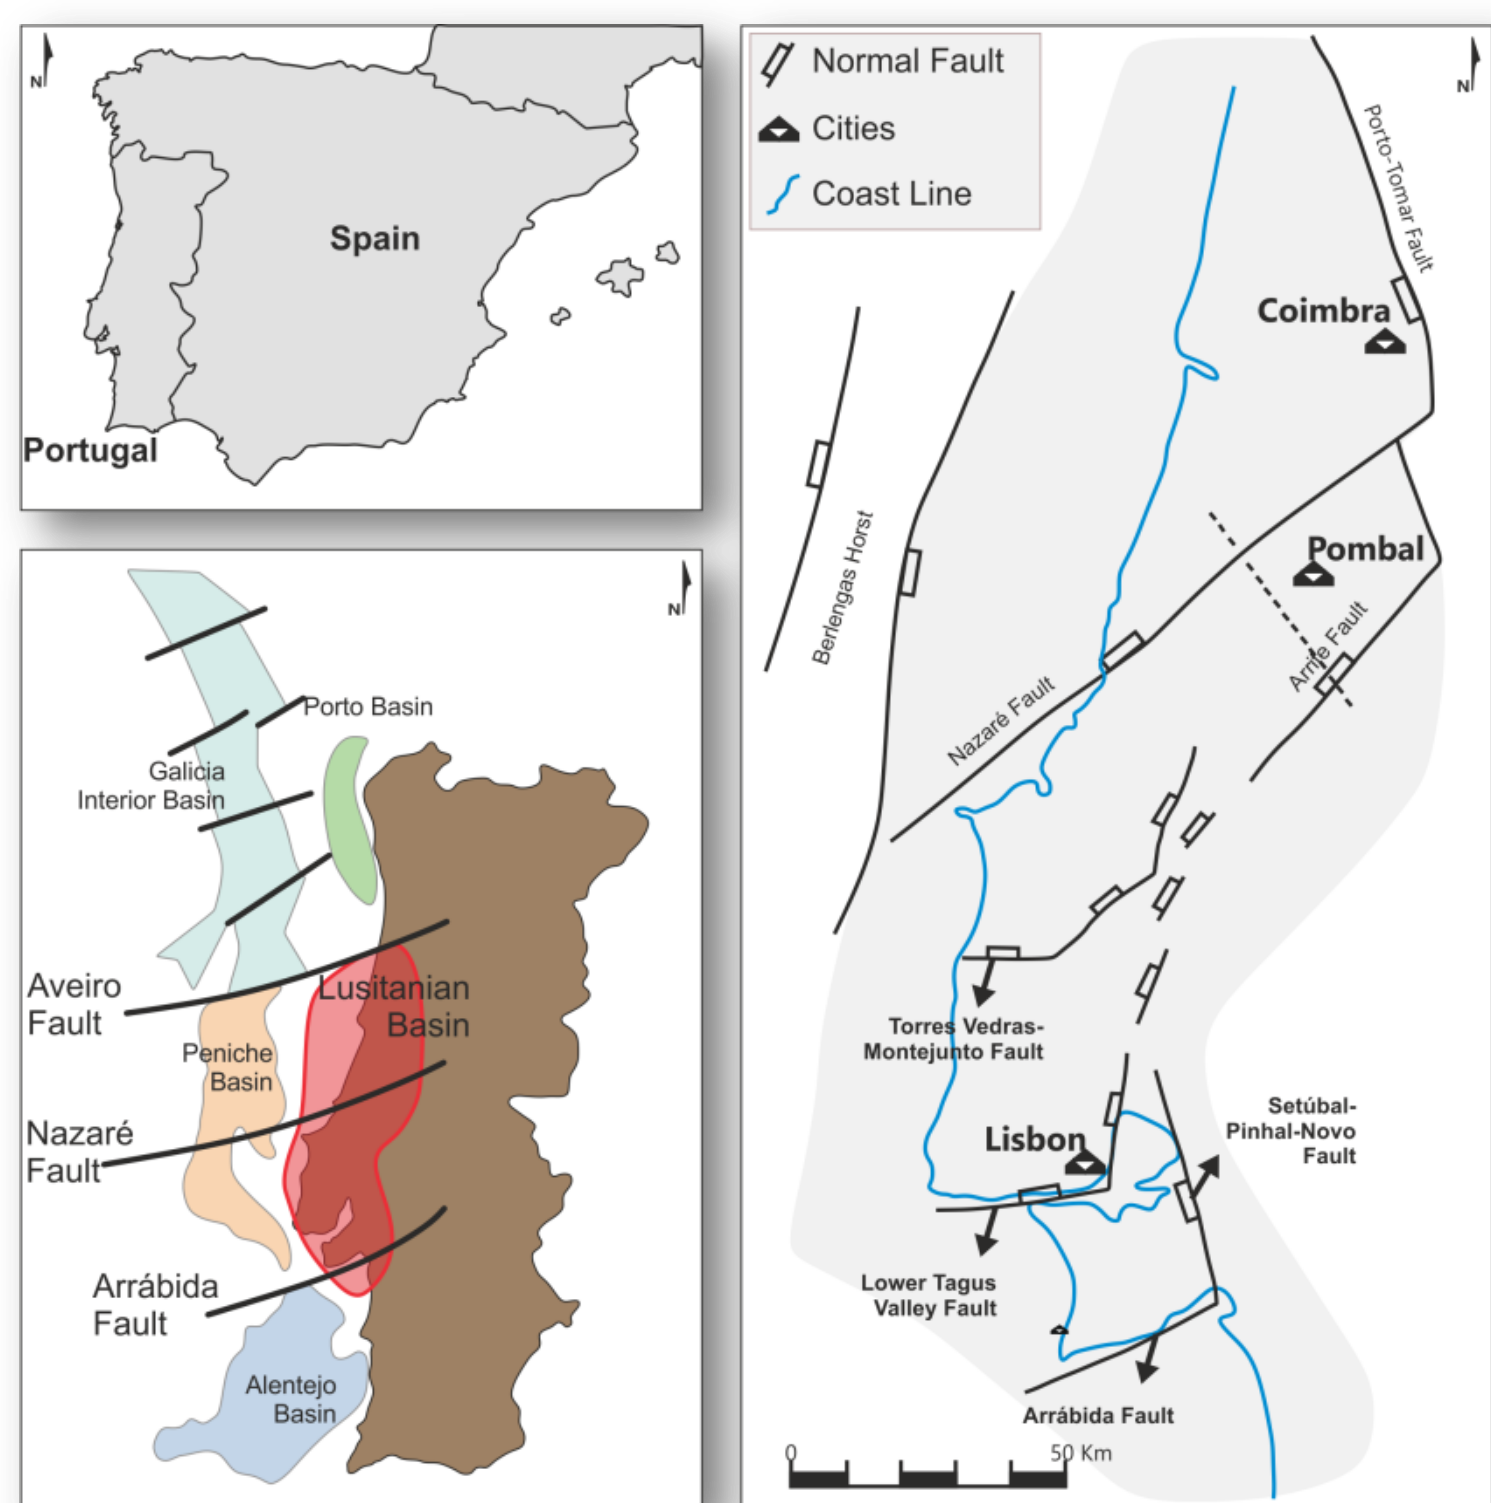 N
Spain
Portugal
N
Porto Basin
Galicia
Interior Basin
Aveiro
Fault
Lusitanian
Basin
Peniche
Basin
Nazaré
Fault
Arrábida
Fault
Alentejo
Basin
Normal Fault
Cities
Coast Line
N
Porto-Tomar Fault
Coimbra
Berlengas Horst
Pombal
Arrife Fault
Nazaré Fault
Torres Vedras-
Montejunto Fault
Setúbal-
Pinhal-Novo
Fault
Lisbon
Lower Tagus
Valley Fault
Arrábida Fault
0
50 Km